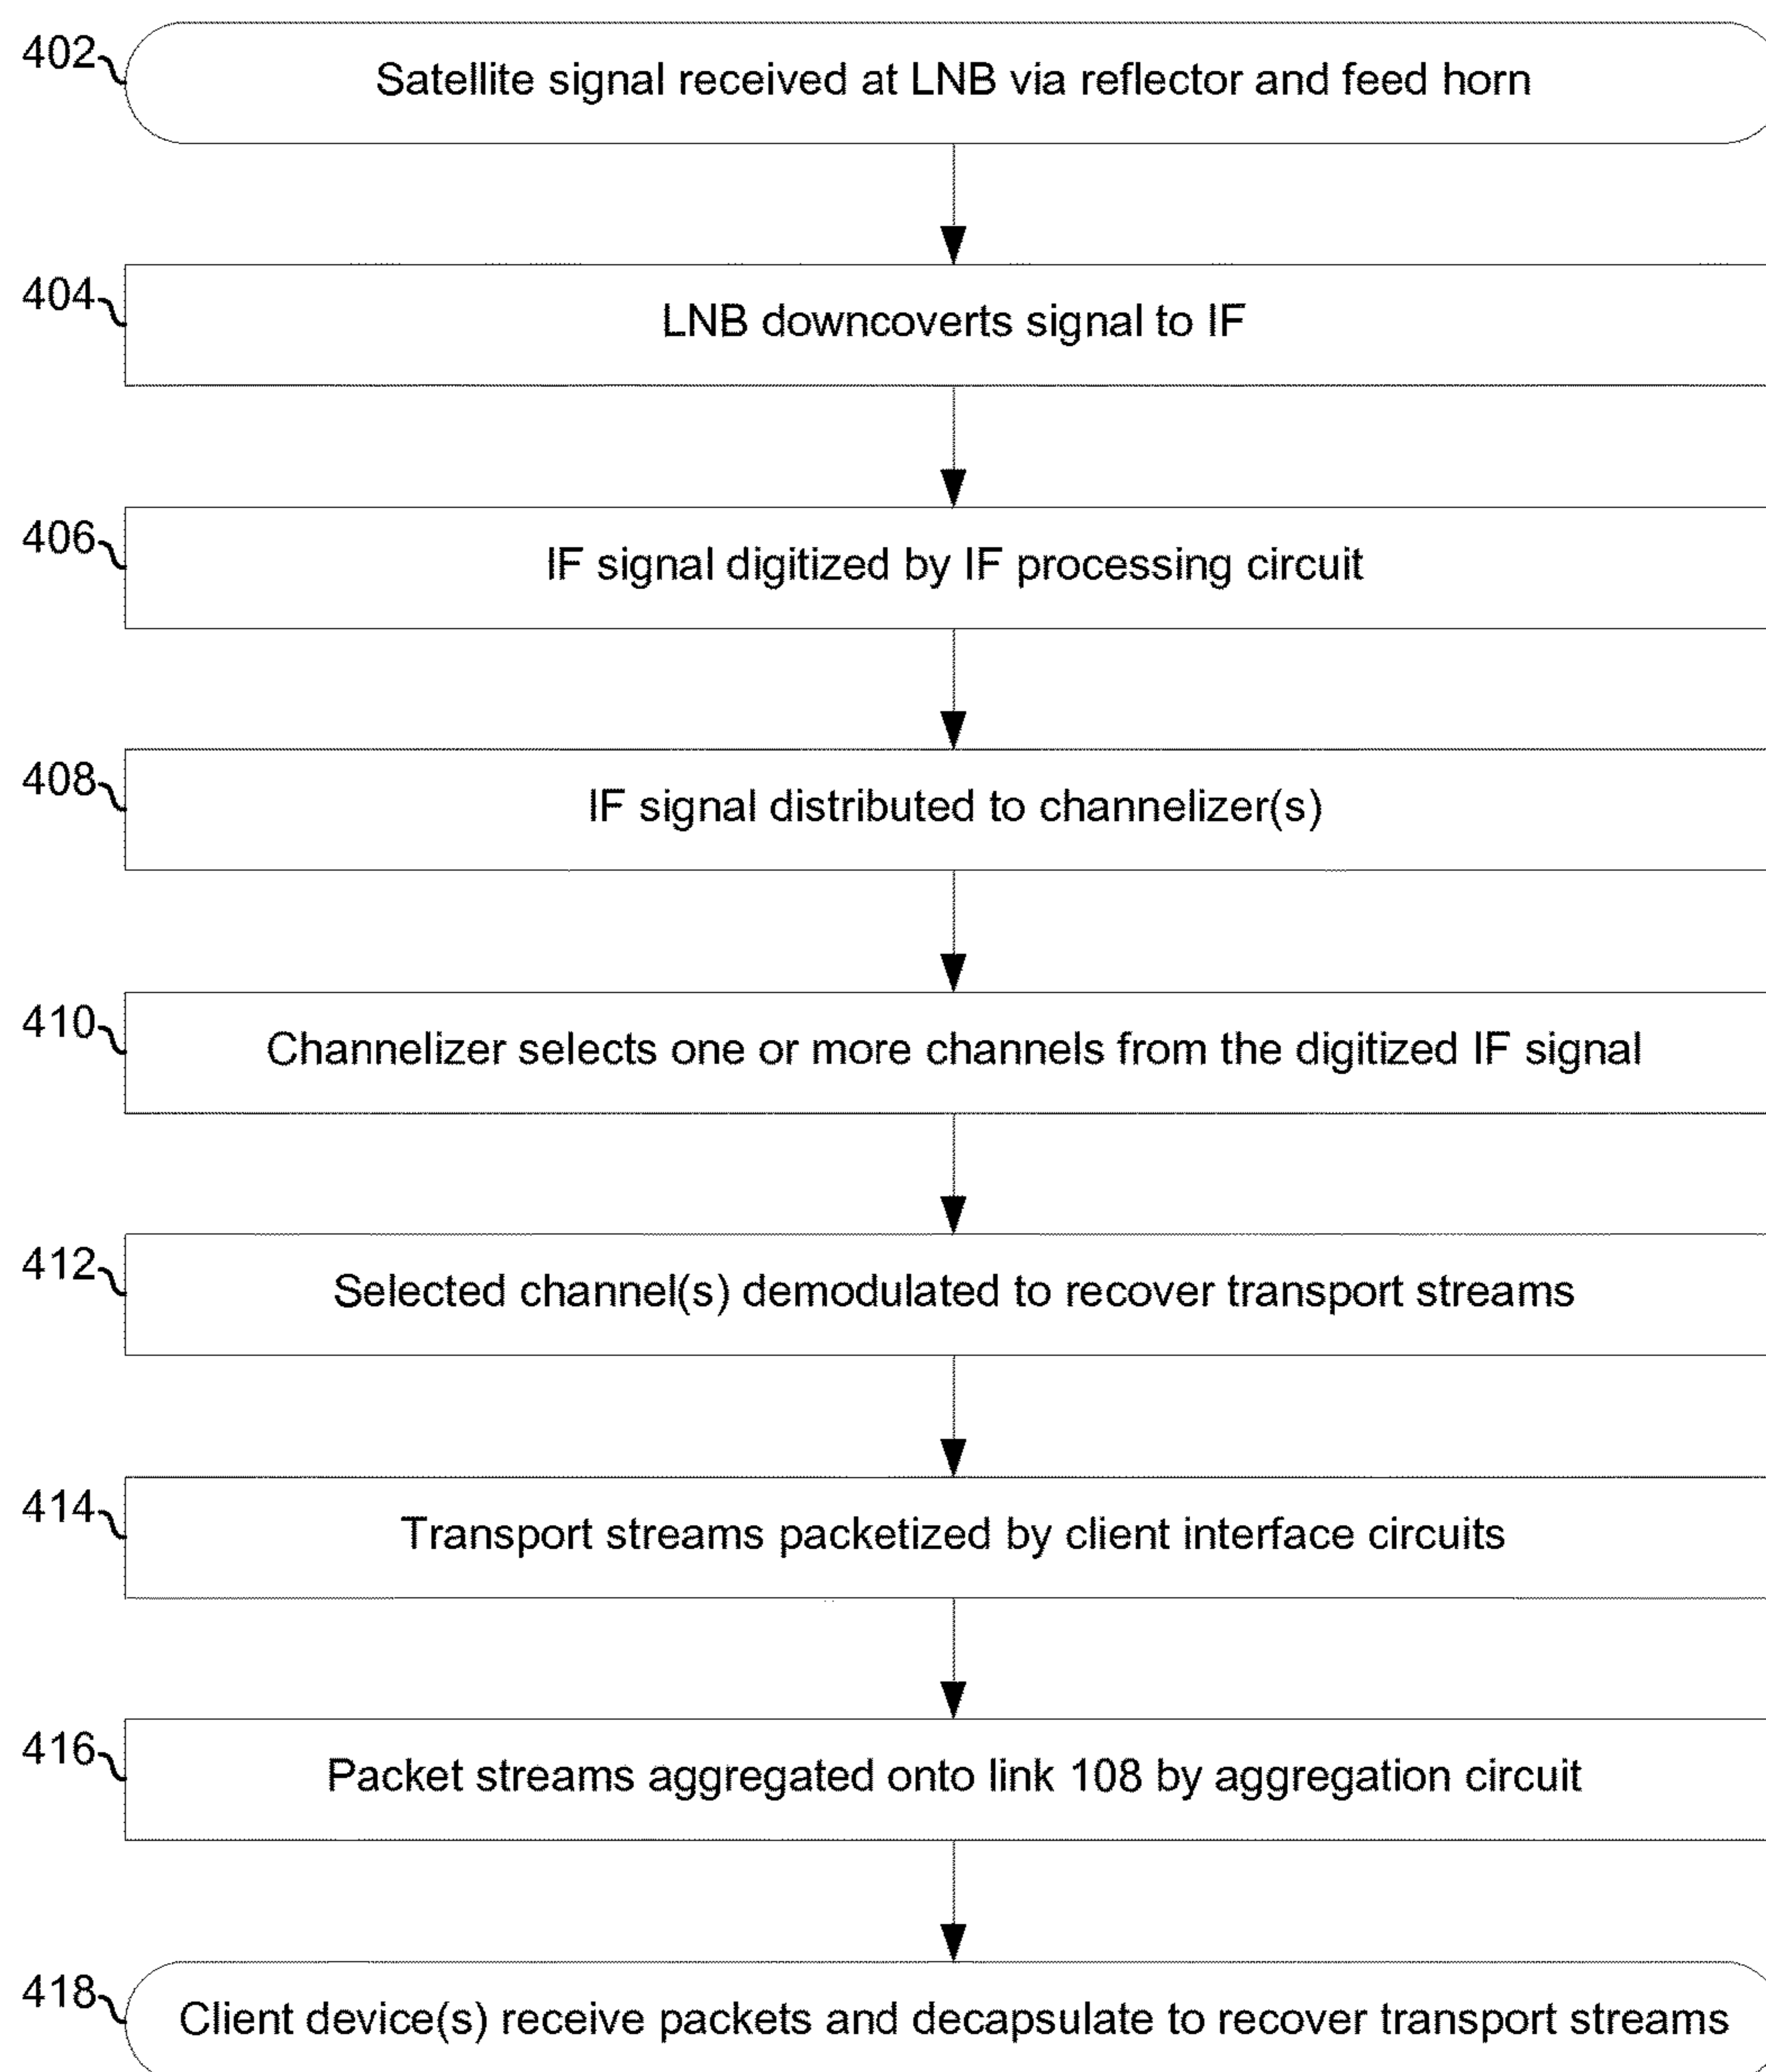 402
Satellite signal received at LNB via reflector and feed horn
404
LNB downcoverts signal to IF
406
IF signal digitized by IF processing circuit
408
IF signal distributed to channelizer(s)
410
Channelizer selects one or more channels from the digitized IF signal
412
Selected channel(s) demodulated to recover transport streams
414
Transport streams packetized by client interface circuits
416
Packet streams aggregated onto link 108 by aggregation circuit
418
Client device(s) receive packets and decapsulate to recover transport streams